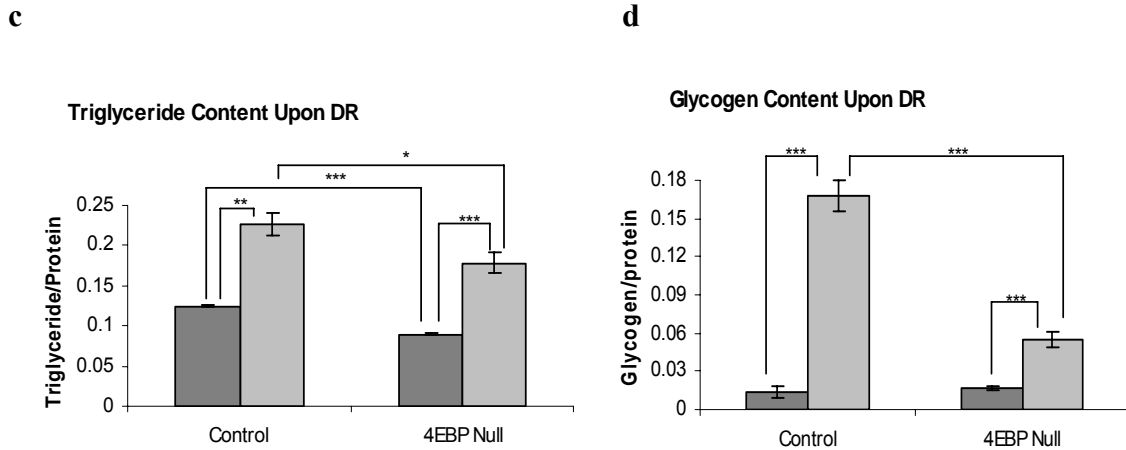 c
Triglyceride Content Upon DR
Triglyceride/Protein
0.25
0.2
0.15
0.1
0.05
0
*
***
**
***
Control
4EBP Null
d
Glycogen Content Upon DR
Glycogen/protein
0.18
0.15
0.12
0.09
0.06
0.03
0
***
***
***
Control
4EBP Null